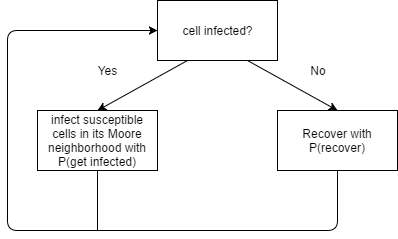 cell infected?
Yes
No
infect susceptible
cells in its Moore
neighborhood with
P(get infected)
Recover with
P(recover)